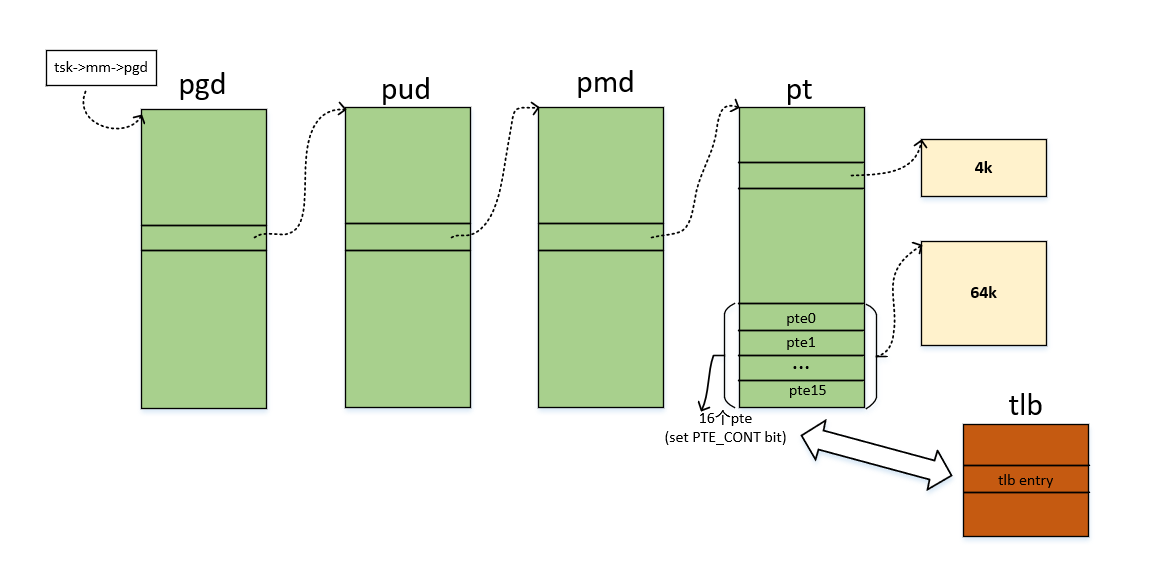 tsk->mm->pgd
pgd
pud
pmd
pt
4k
64k
pte0
pte1
...
pte15
16个pte
(set PTE_CONT bit)
tlb
tlb entry